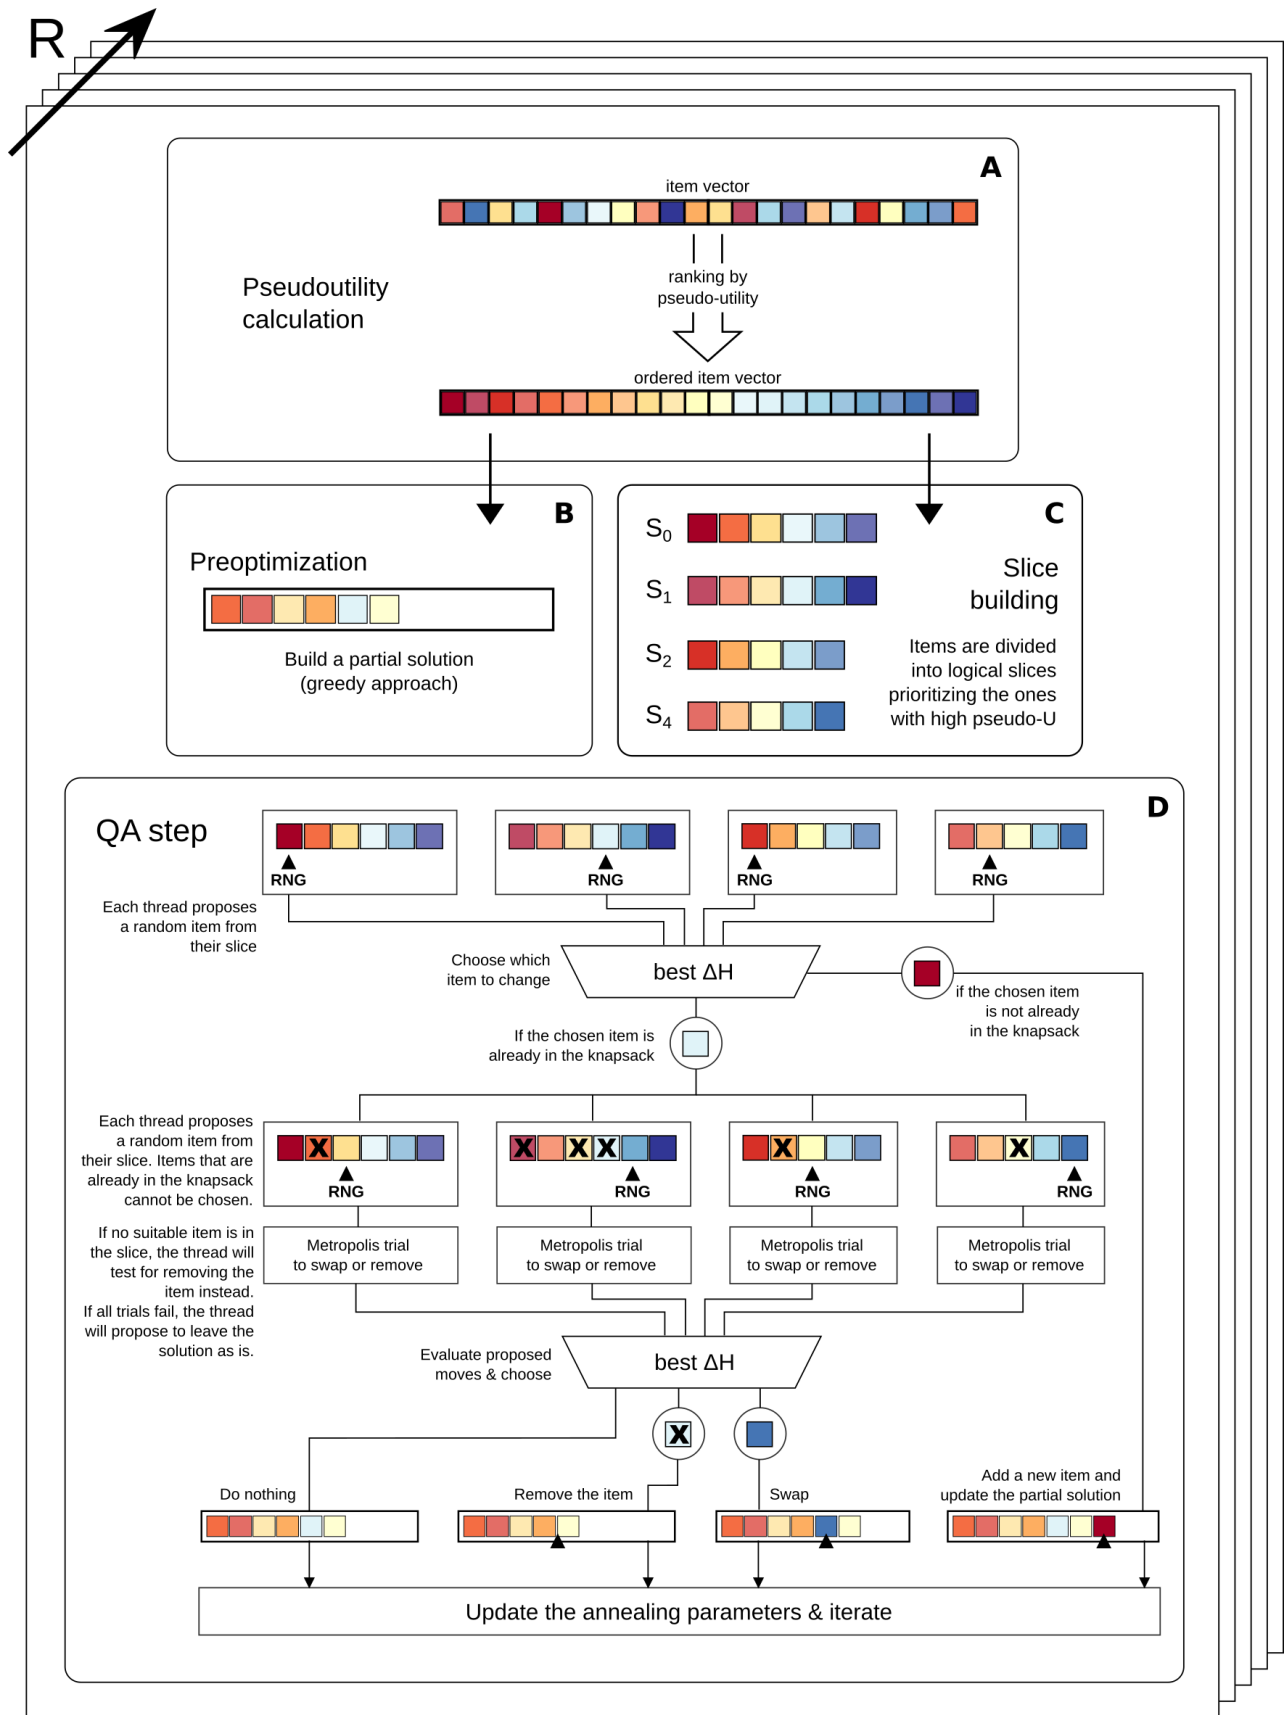 R
A
item vector
Pseudoutility
calculation
ranking by
pseudo-utility
ordered item vector
B
Preoptimization
Build a partial solution
(greedy approach)
C
S0
S1
S2
S4
Slice
building
Items are divided
into logical slices
prioritizing the ones
with high pseudo-U
D
QA step
RNG
RNG
RNG
RNG
Each thread proposes
a random item from
their slice
Choose which
item to change
best ΔH
if the chosen item
is not already
in the knapsack
If the chosen item is
already in the knapsack
Each thread proposes
a random item from
their slice. Items that are
already in the knapsack
cannot be chosen.
X
X
X
X
X
X
RNG
RNG
RNG
RNG
If no suitable item is in
the slice, the thread will
test for removing the
item instead.
If all trials fail, the thread
will propose to leave the
solution as is.
Metropolis trial
to swap or remove
Metropolis trial
to swap or remove
Metropolis trial
to swap or remove
Metropolis trial
to swap or remove
Evaluate proposed
moves & choose
best ΔH
X
Do nothing
Remove the item
Swap
Add a new item and
update the partial solution
Update the annealing parameters & iterate